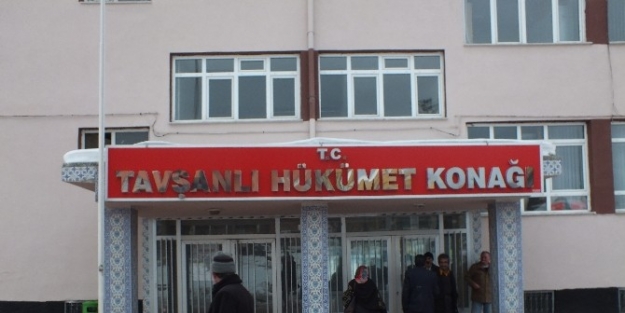 T.C.
TAVŞANLI HÜKÜMET KONAĞI